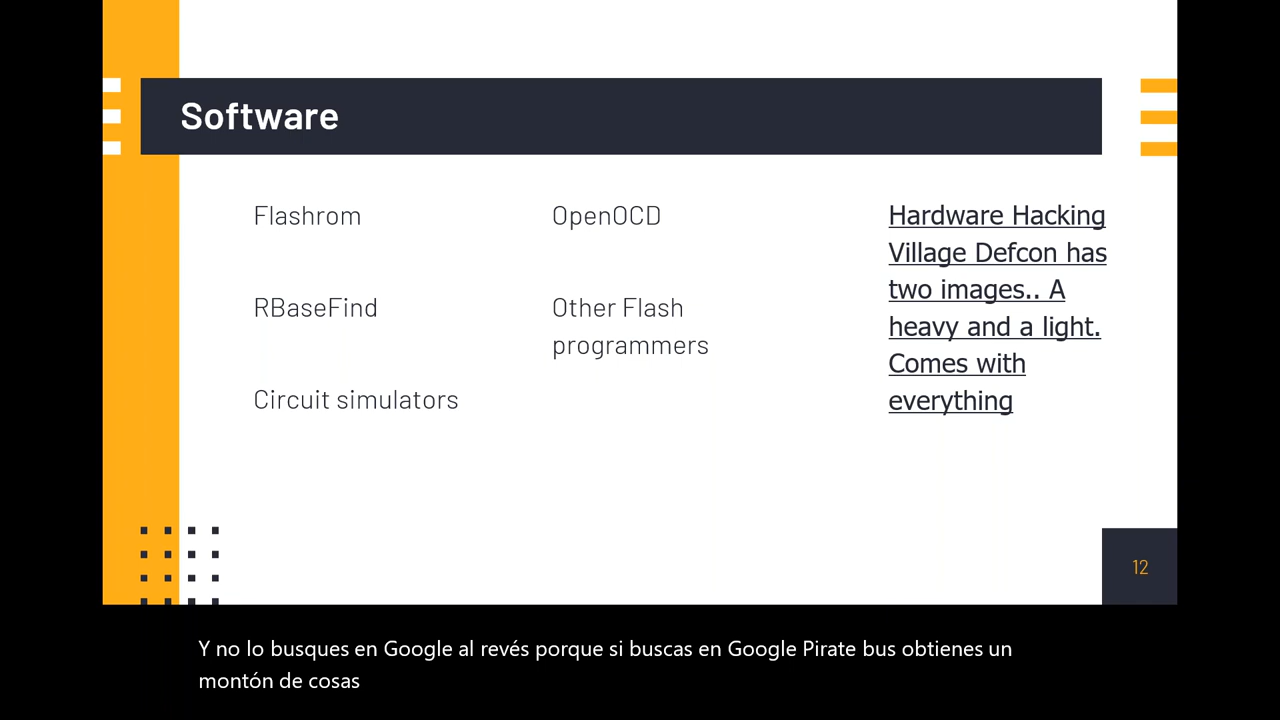 Software
Flashrom
RBaseFind
Circuit simulators
OpenOCD
Other Flash
programmers
Hardware Hacking
Village Defcon has
two images.. A
heavy and a light.
Comes with
everything
12
Y no lo busques en Google al revés porque si buscas en Google Pirate bus obtienes un
montón de cosas